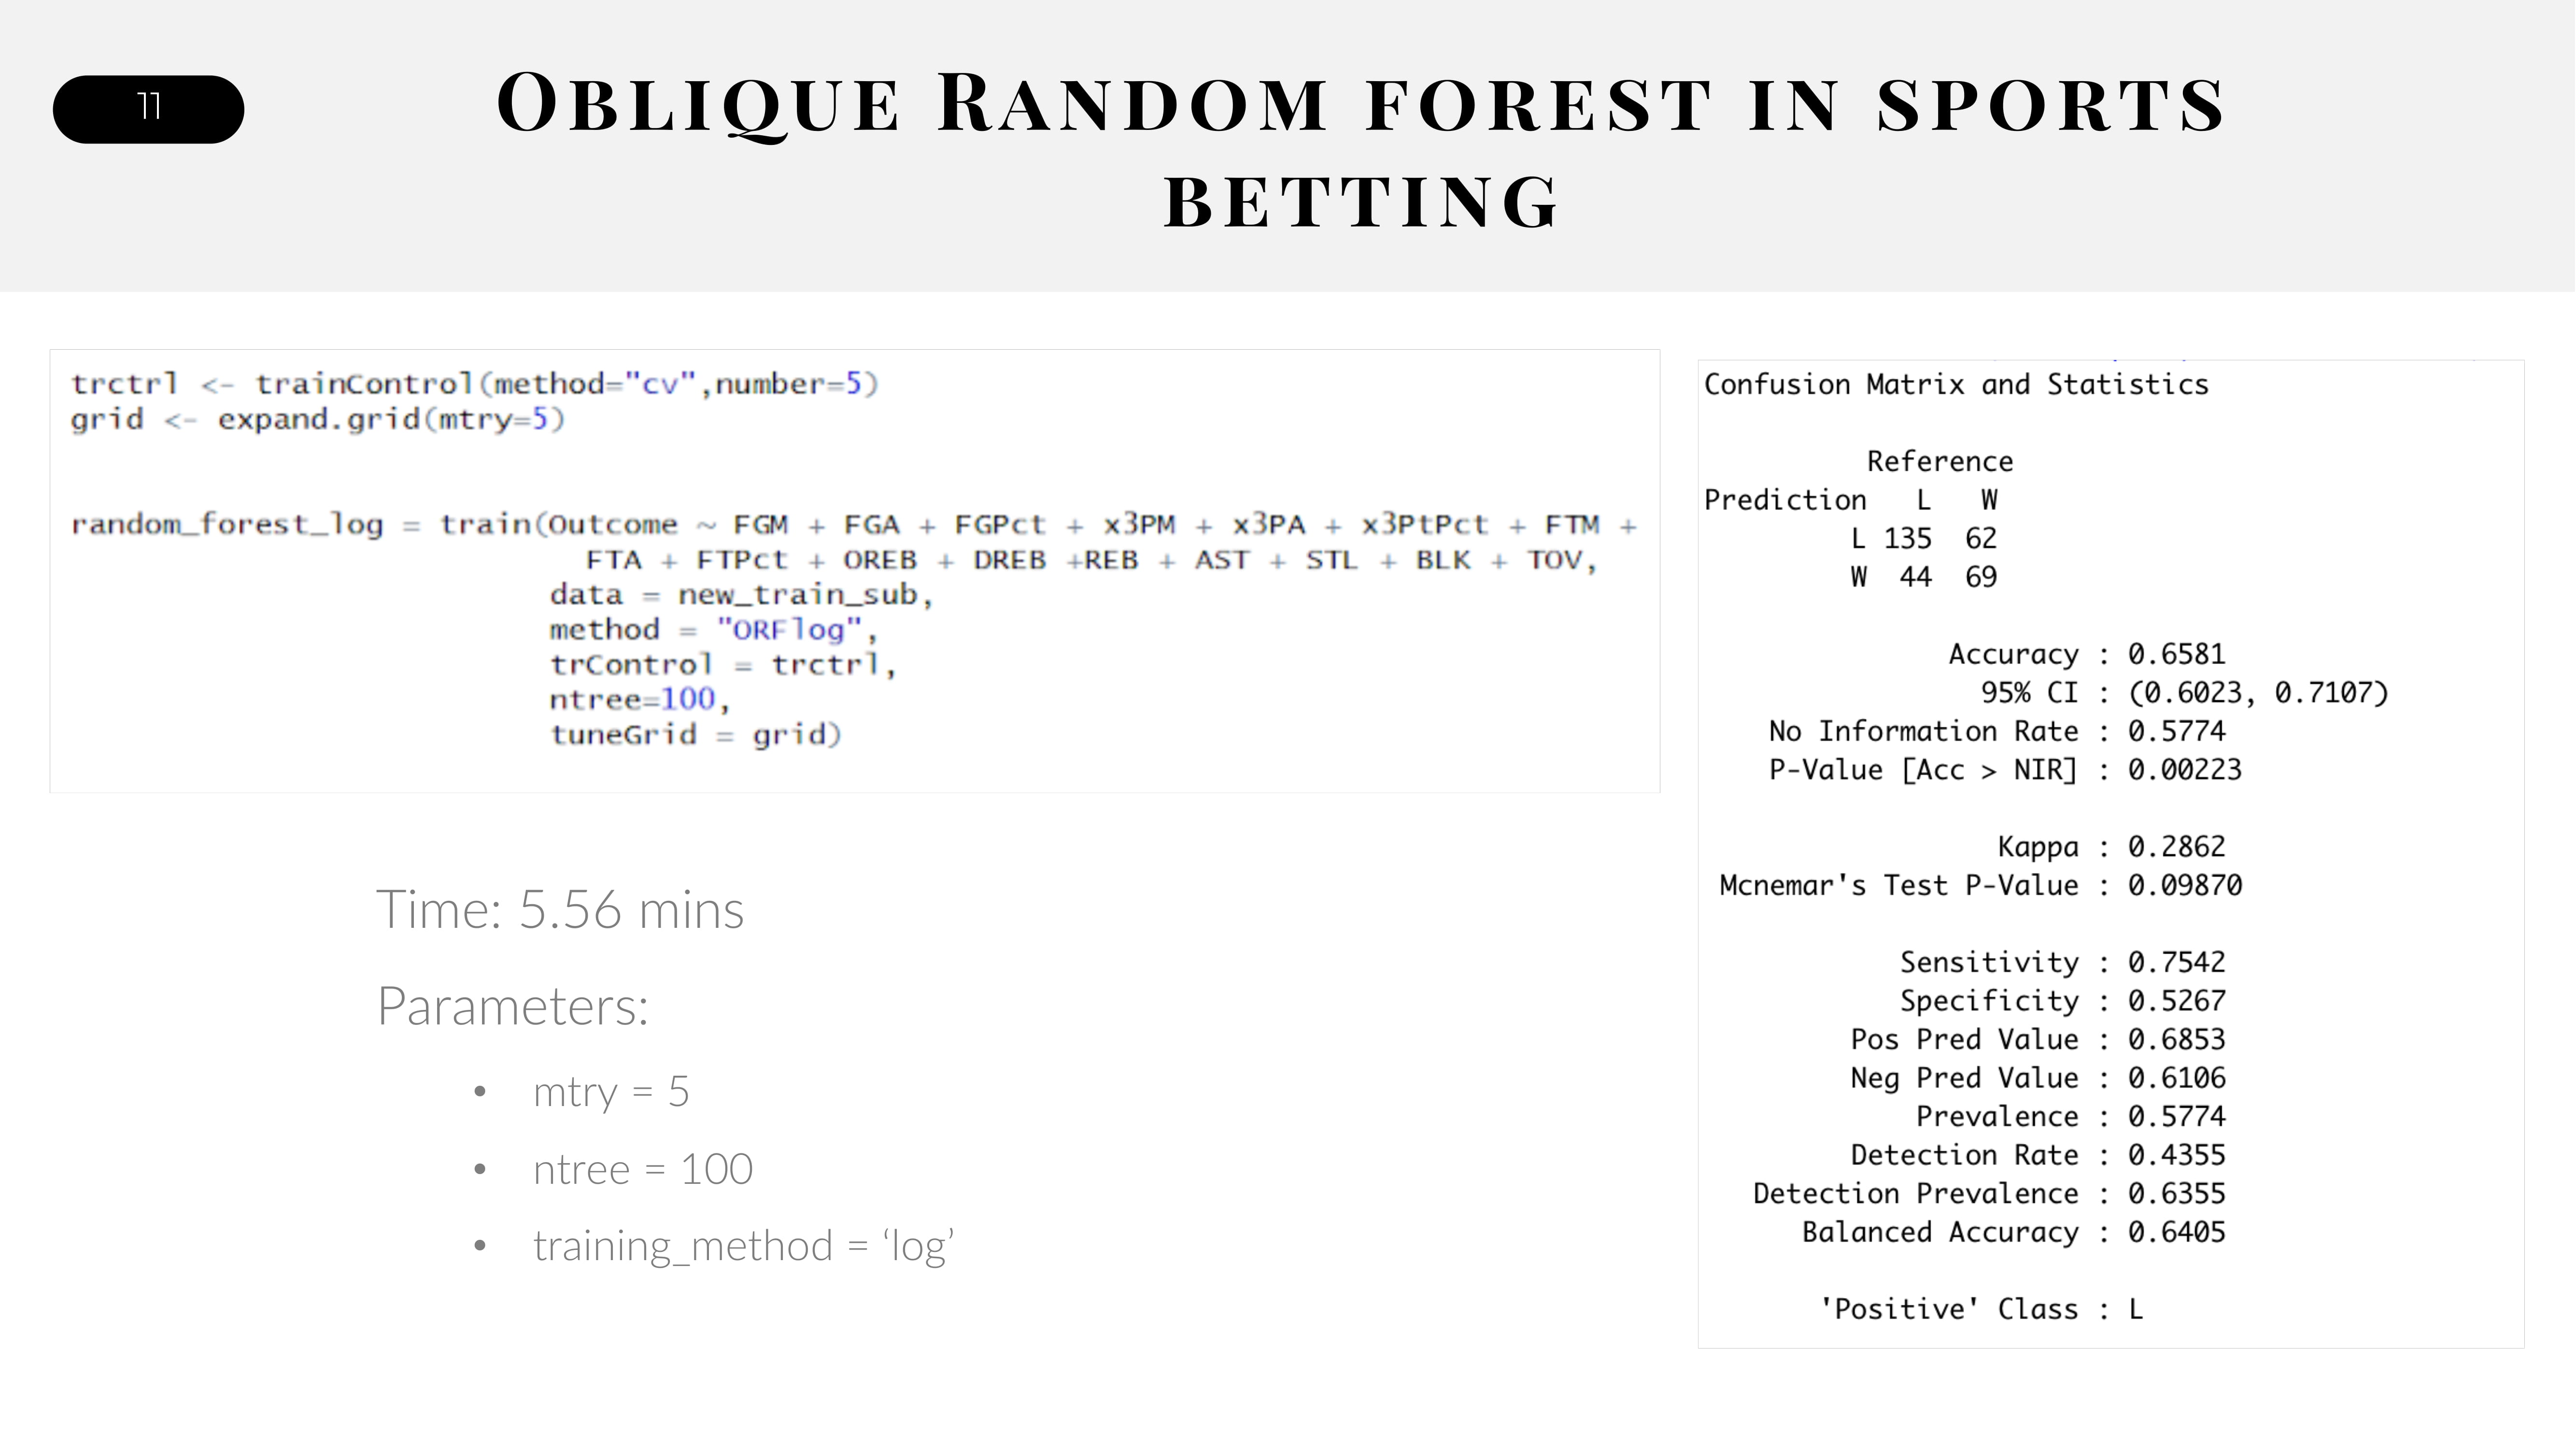 11
Oblique Random forest in sports
betting
trctrl <- trainControl(method="cv",number=5)
grid <- expand.grid(mtry=5)
random_forest_log = train(Outcome ~ FGM + FGA + FGPct + x3PM + x3PA + x3PtPct + FTM +
FTA + FTPct + OREB + DREB +REB + AST + STL + BLK + TOV,
data = new_train_sub,
method = "ORFlog",
trControl = trctrl,
ntree=100,
tuneGrid = grid)
Time: 5.56 mins
Parameters:
• mtry = 5
• ntree = 100
• training_method = ‘log’
Confusion Matrix and Statistics
Reference
Prediction L W
L 135 62
W 44 69
Accuracy : 0.6581
95% CI : (0.6023, 0.7107)
No Information Rate : 0.5774
P-Value [Acc > NIR] : 0.00223
Kappa : 0.2862
Mcnemar's Test P-Value : 0.09870
Sensitivity : 0.7542
Specificity : 0.5267
Pos Pred Value : 0.6853
Neg Pred Value : 0.6106
Prevalence : 0.5774
Detection Rate : 0.4355
Detection Prevalence : 0.6355
Balanced Accuracy : 0.6405
'Positive' Class : L